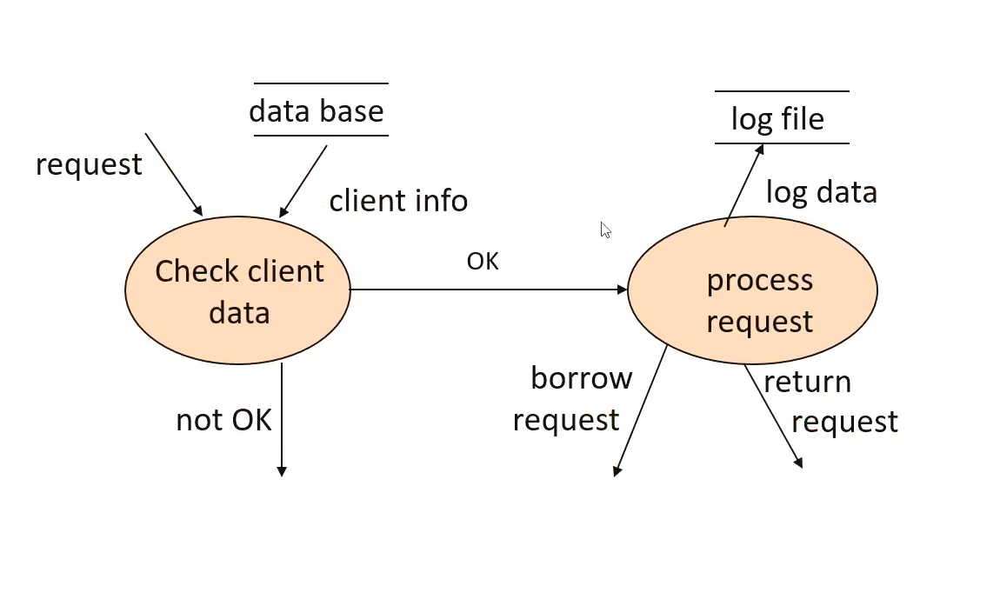 data base
log file
request
client info
log data
Check client
data
OK
process
request
not OK
borrow
request
return
request